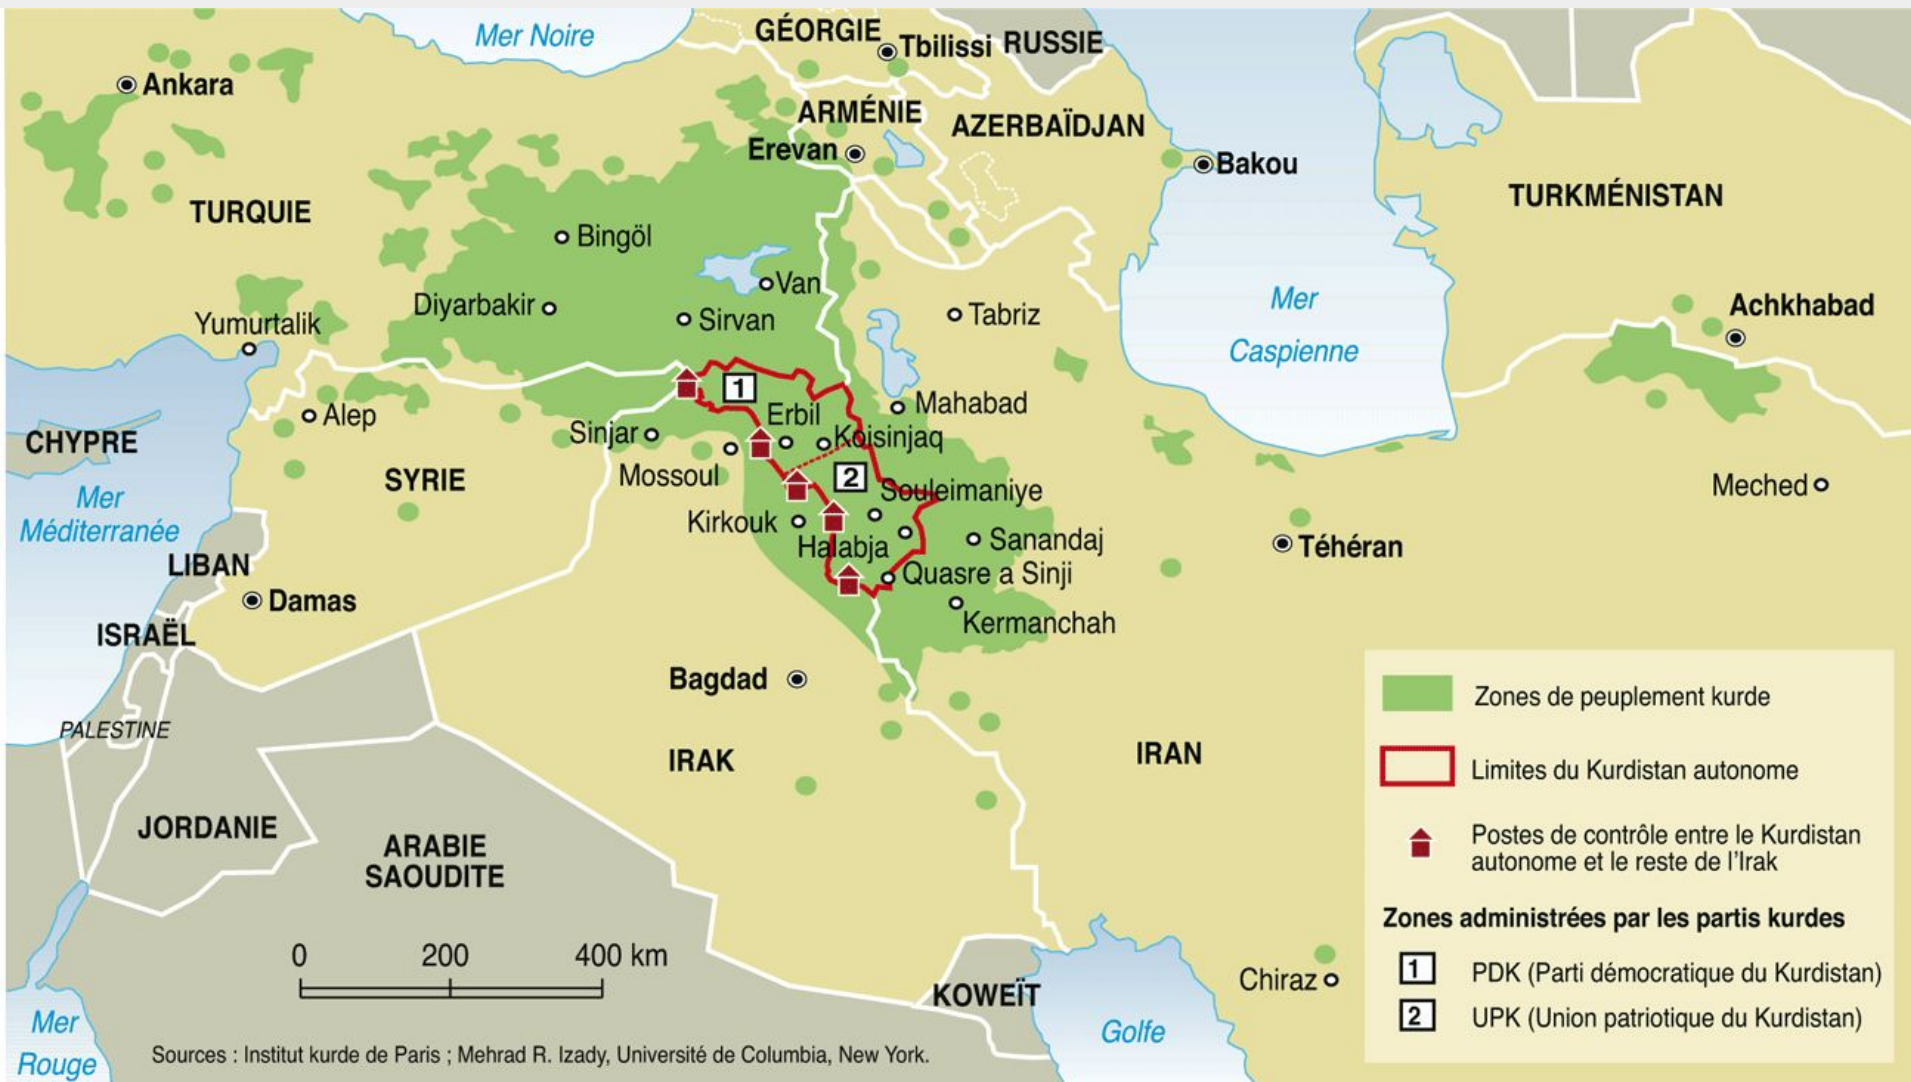 Mer Noire
GÉORGIE
Tbilissi
RUSSIE
Ankara
ARMÉNIE
AZERBAÏDJAN
Erevan
Bakou
TURQUIE
TURKMÉNISTAN
Bingöl
Van
Diyarbakir
Sirvan
Tabriz
Mer
Caspienne
Achkhabad
Yumurtalik
1
Alep
Erbil
Mahabad
CHYPRE
Sinjar
Koisinjaq
Mossoul
SYRIE
2
Souleimaniye
Meched
Mer
Méditerranée
Kirkouk
Halabja
Sanandaj
Téhéran
LIBAN
Quasre a Sinji
Damas
Kermanchah
ISRAËL
Bagdad
PALESTINE
IRAK
IRAN
JORDANIE
ARABIE
SAOUDITE
0 200 400 km
KOWEÏT
Chiraz
Golfe
Mer
Rouge
Sources : Institut kurde de Paris ; Mehrad R. Izady, Université de Columbia, New York.
Zones de peuplement kurde
Limites du Kurdistan autonome
Postes de contrôle entre le Kurdistan
autonome et le reste de l'Irak
Zones administrées par les partis kurdes
1 PDK (Parti démocratique du Kurdistan)
2 UPK (Union patriotique du Kurdistan)